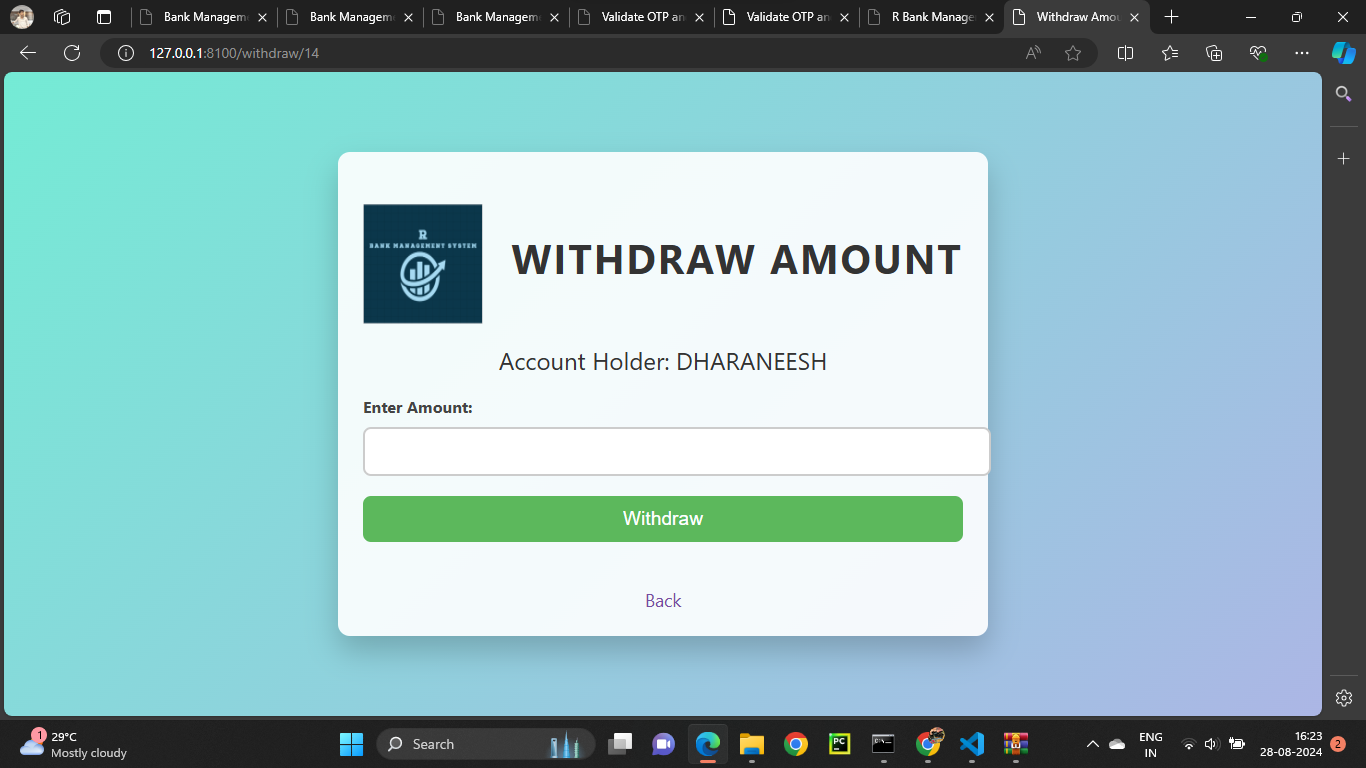 Bank Managem
Bank Managem
Bank Managem
Validate OTP an
Validate OTP an
R Bank Manage
Withdraw Amou
127.0.0.1:8100/withdraw/14
R
BANK MANAGEMENT SYSTEM
WITHDRAW AMOUNT
Account Holder: DHARANEESH
Enter Amount:
Withdraw
Back
1
29°C
Mostly cloudy
Search
PC
ENG
IN
16:23
28-08-2024
2